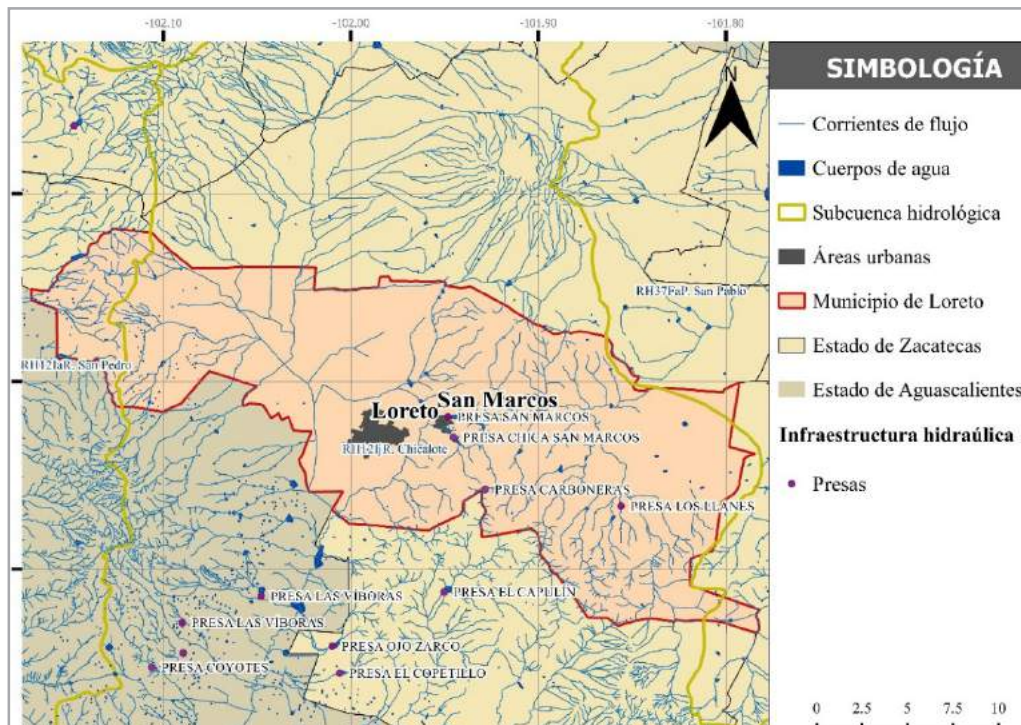 -102.10 -102.00 -101.90 -101.80
N
RH37FaP. San Pablo
RH12IaR. San Pedro
San Marcos
Loreto
PRESA SAN MARCOS
PRESA CHICA SAN MARCOS
RH12IjR. Chicalote
PRESA CARBONERAS
PRESA LOS LLANES
PRESA LAS VÍBORAS
PRESA EL CAPULÍN
PRESA LAS VÍBORAS
PRESA OJO ZARCO
PRESA COYOTES
PRESA EL COPETILLO
SIMBOLOGÍA
Corrientes de flujo
Cuerpos de agua
Subcuenca hidrológica
Áreas urbanas
Municipio de Loreto
Estado de Zacatecas
Estado de Aguascalientes
Infraestructura hidraúlica
Presas
0 2.5 5 7.5 10